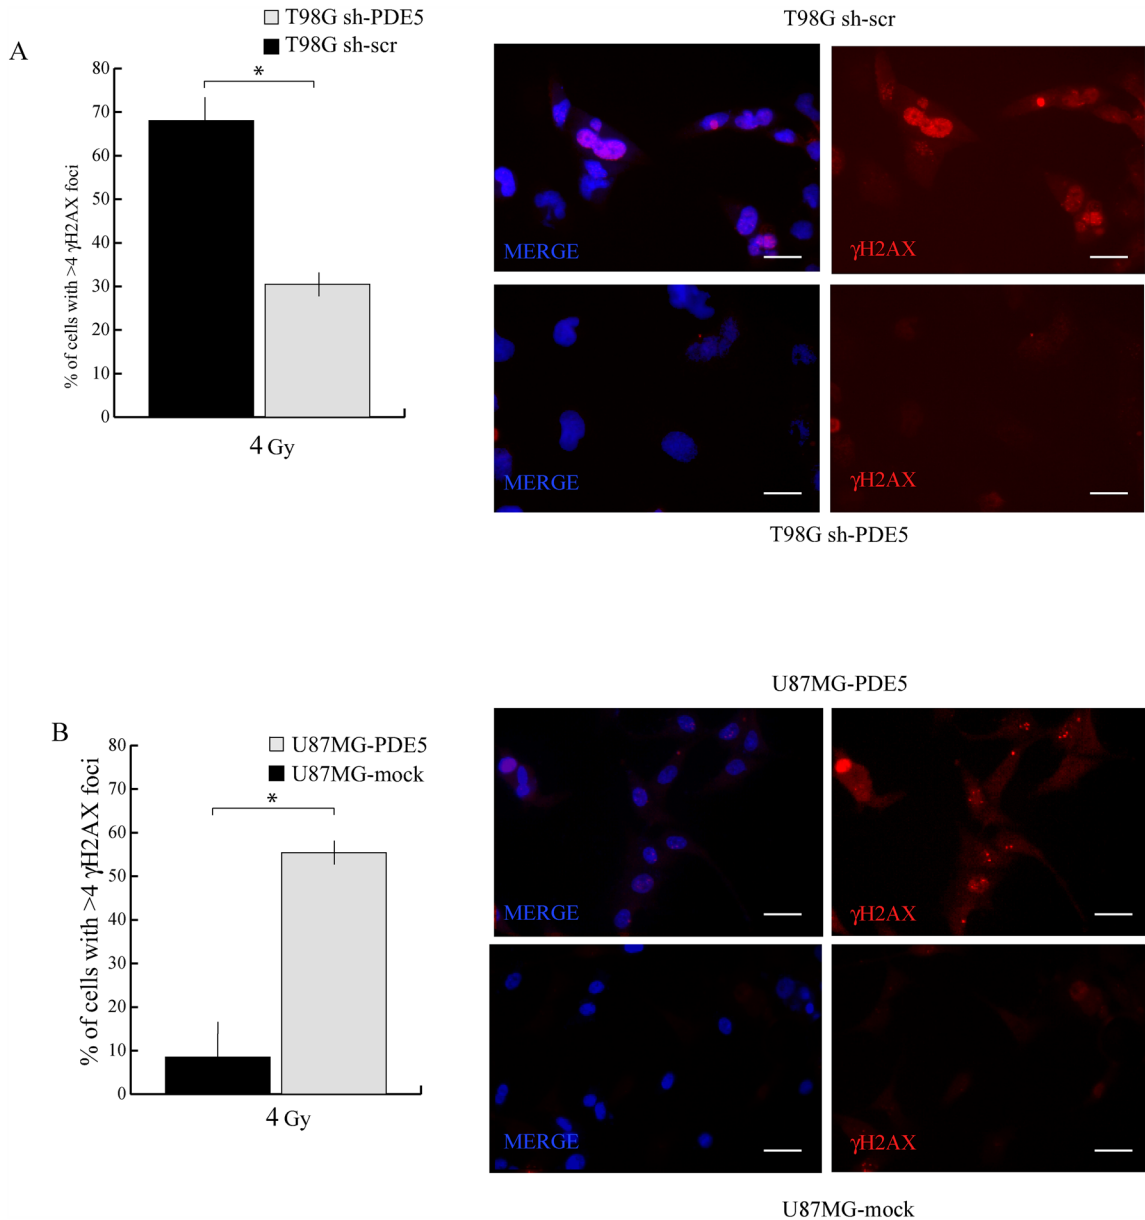 A
T98G sh-PDE5
T98G sh-scr
*
% of cells with >4 γH2AX foci
80
70
60
50
40
30
20
10
0
4 Gy
T98G sh-scr
MERGE
γH2AX
MERGE
γH2AX
T98G sh-PDE5
B
U87MG-PDE5
U87MG-mock
*
% of cells with >4 γH2AX foci
80
70
60
50
40
30
20
10
0
4 Gy
U87MG-PDE5
MERGE
γH2AX
MERGE
γH2AX
U87MG-mock